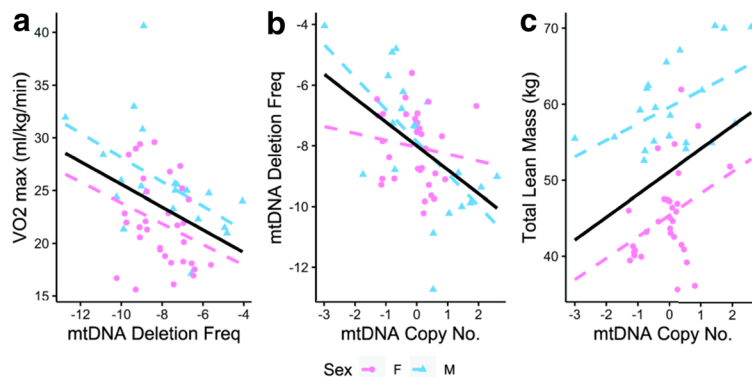 a
VO2 max (ml/kg/min)
40
35
30
25
20
15
-12 -10 -8 -6 -4
mtDNA Deletion Freq
b
mtDNA Deletion Freq
-4
-6
-8
-10
-12
-3 -2 -1 0 1 2
mtDNA Copy No.
c
Total Lean Mass (kg)
70
60
50
40
-3 -2 -1 0 1 2
mtDNA Copy No.
Sex F M